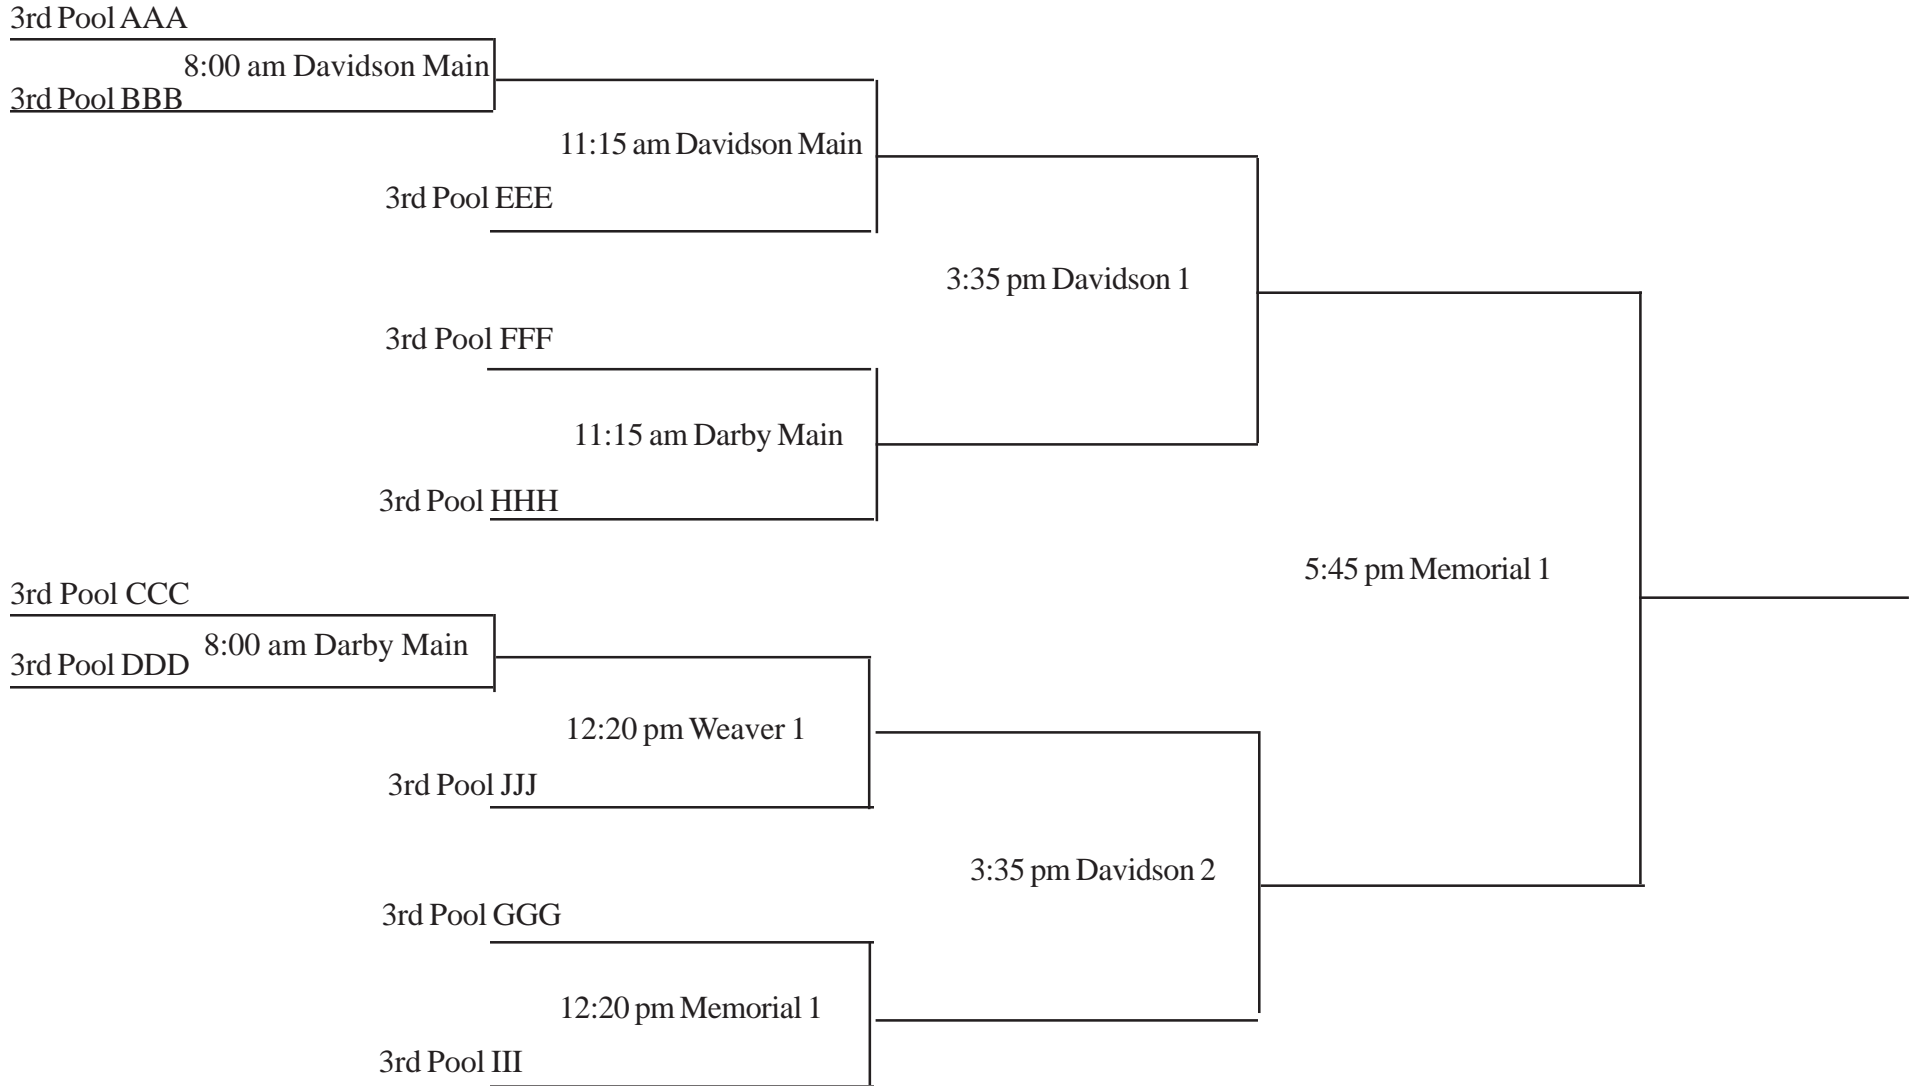 3rd Pool AAA
8:00 am Davidson Main
3rd Pool BBB
11:15 am Davidson Main
3rd Pool EEE
3:35 pm Davidson 1
3rd Pool FFF
11:15 am Darby Main
3rd Pool HHH
5:45 pm Memorial 1
3rd Pool CCC
8:00 am Darby Main
3rd Pool DDD
12:20 pm Weaver 1
3rd Pool JJJ
3:35 pm Davidson 2
3rd Pool GGG
12:20 pm Memorial 1
3rd Pool III